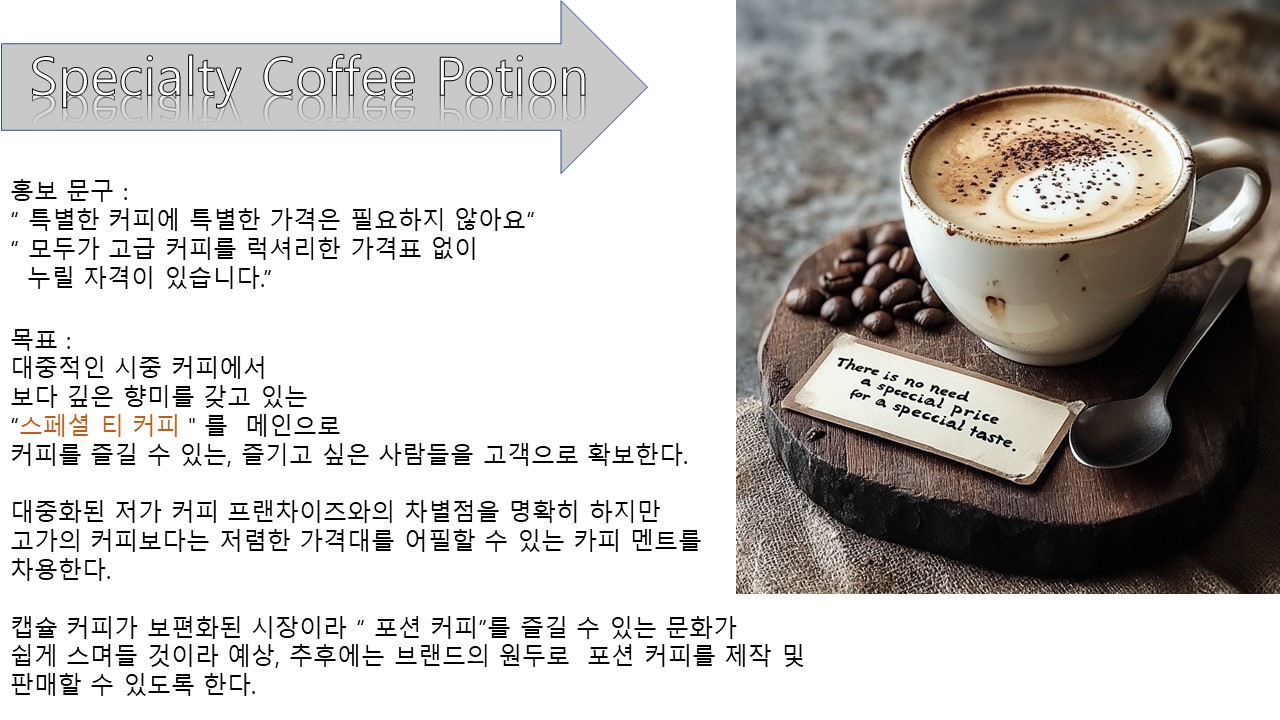 Specialty Coffee Potion
홍보 문구 :
“ 특별한 커피에 특별한 가격은 필요하지 않아요“
“ 모두가 고급 커피를 럭셔리한 가격표 없이
누릴 자격이 있습니다.”
목표 :
대중적인 시중 커피에서
보다 깊은 향미를 갖고 있는
“스페셜 티 커피 " 를 메인으로
커피를 즐길 수 있는, 즐기고 싶은 사람들을 고객으로 확보한다.
대중화된 저가 커피 프랜차이즈와의 차별점을 명확히 하지만
고가의 커피보다는 저렴한 가격대를 어필할 수 있는 카피 멘트를
차용한다.
캡슐 커피가 보편화된 시장이라 “ 포션 커피”를 즐길 수 있는 문화가
쉽게 스며들 것이라 예상, 추후에는 브랜드의 원두로 포션 커피를 제작 및
판매할 수 있도록 한다.
There is no need
a speecial price
for a speccial taste.